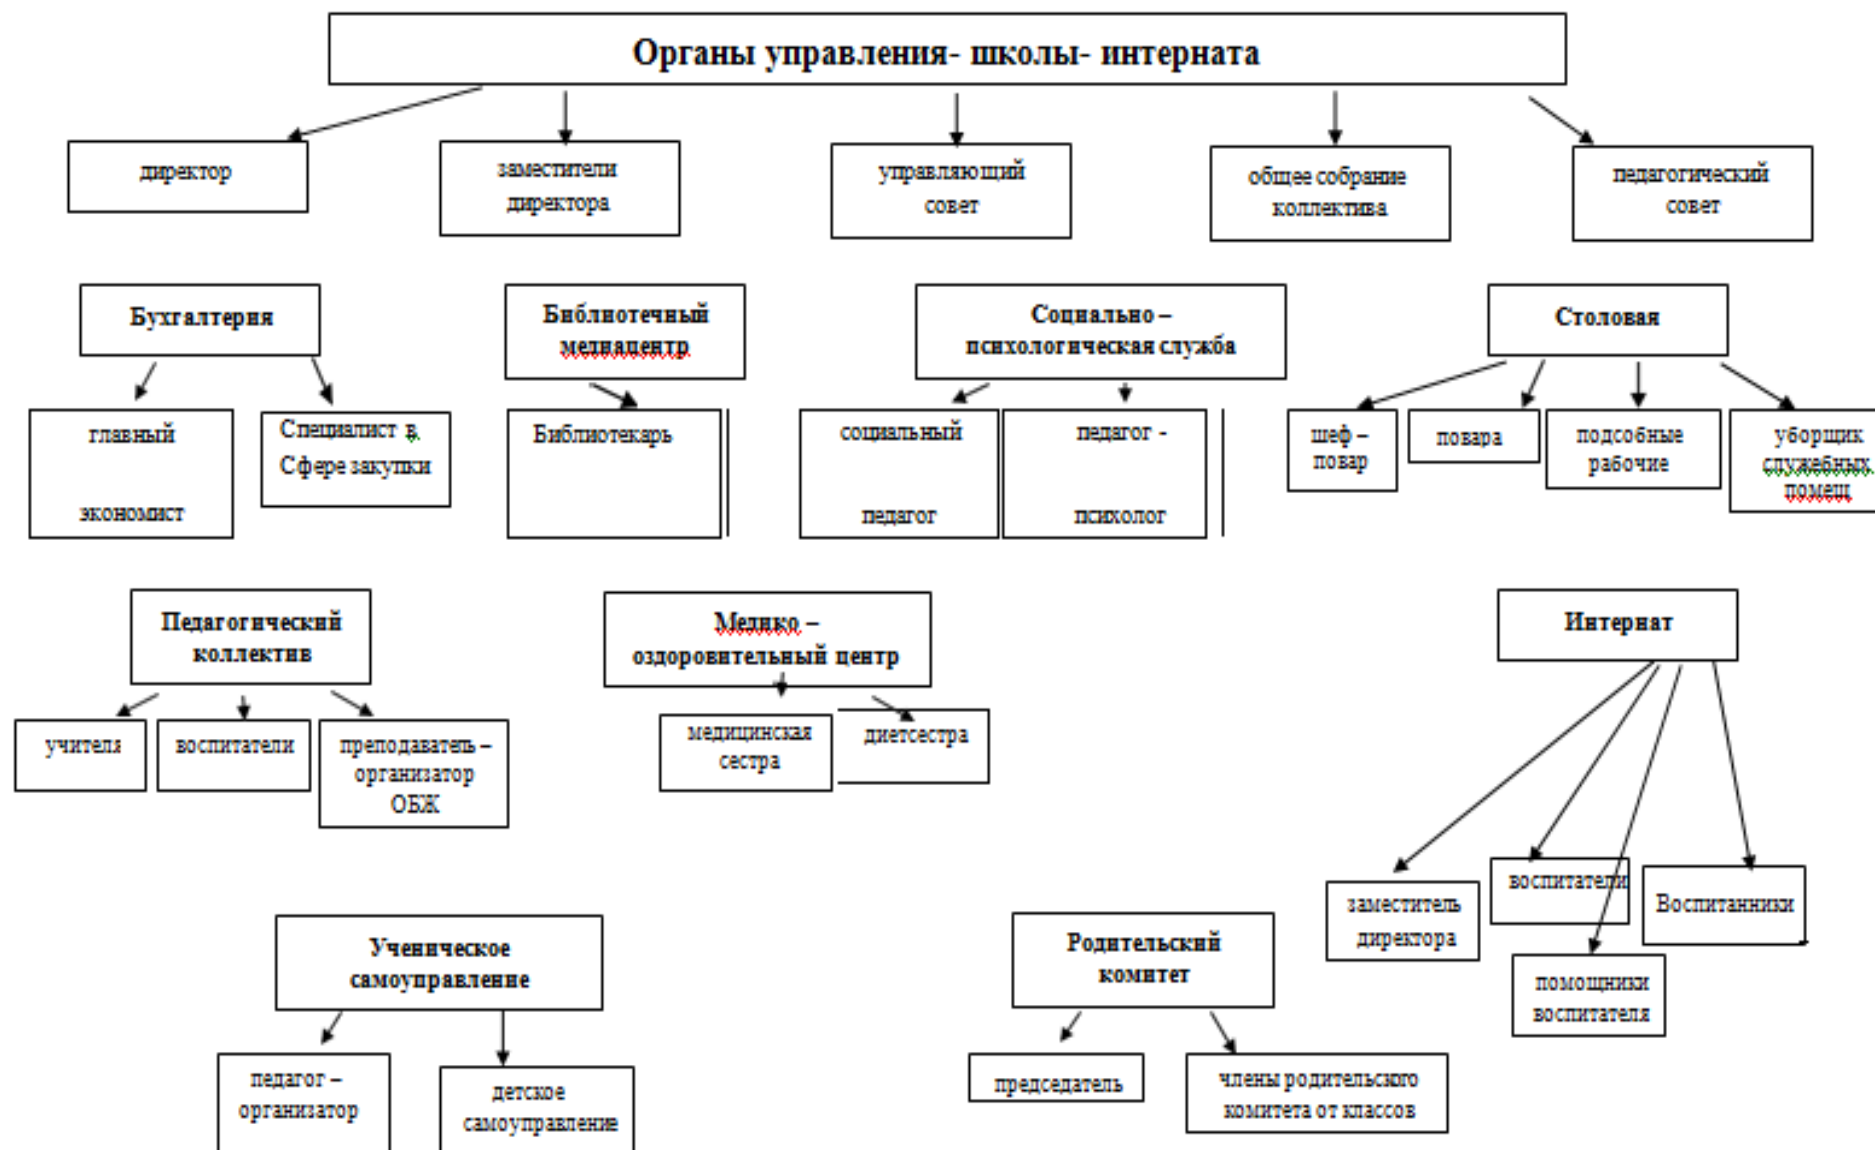 Органы управления- школы- интерната
директор
заместители
директора
управляющий
совет
общее собрание
коллектива
педагогический
совет
Бухгалтерия
Библиотечный
медиацентр
Социально –
психологическая служба
Столовая
главный
экономист
Специалист в
Сфере закупки
Библиотекарь
социальный
педагог
педагог -
психолог
шеф –
повар
повара
подсобные
рабочие
уборщик
служебных
помещ
Педагогический
коллектив
Медико –
оздоровительный центр
Интернат
учителя
воспитатели
преподаватель –
организатор
ОБЖ
медицинская
сестра
диетсестра
заместитель
директора
воспитатели
Воспитанники
помощники
воспитателя
Ученическое
самоуправление
Родительский
комитет
педагог –
организатор
детское
самоуправление
председатель
члены родительского
комитета от классов